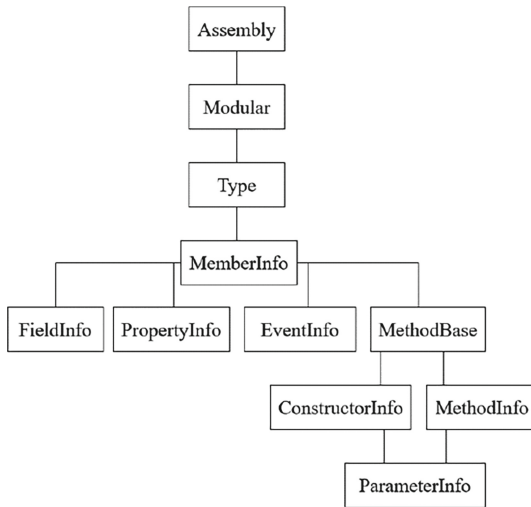 Assembly
Modular
Type
MemberInfo
FieldInfo
PropertyInfo
EventInfo
MethodBase
ConstructorInfo
MethodInfo
ParameterInfo